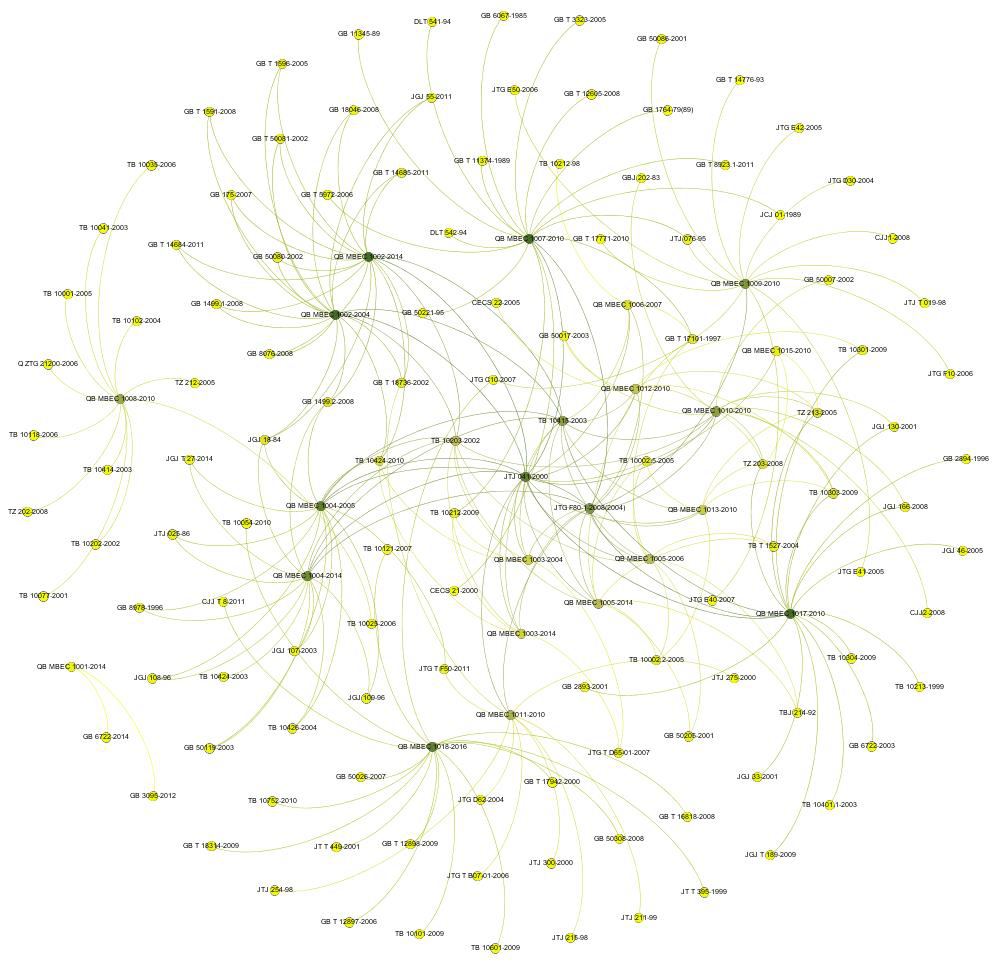 GB 6067-1985
GB T 3323-2005
DLT 541-94
GB 11345-89
GB 50086-2001
GB T 1596-2005
GB T 14776-93
JTG E50-2006
GB T 12605-2008
JGJ 55-2011
GB 18046-2008
GB 1764-79(89)
GB T 1591-2008
JTG E42-2005
GB T 50081-2002
TB 10035-2006
GB T 11374-1989
TB 10212-98
GB T 8923.1-2011
GB T 14685-2011
GBJ 202-83
JTG D30-2004
GB 175-2007
GB T 5972-2006
JCJ 01-1989
TB 10041-2003
DLT 542-94
QB MBEC 1007-2010
GB T 17771-2010
JTJ 076-95
CJJ1-2008
GB T 14684-2011
GB 50080-2002
QB MBEC 1002-2014
QB MBEC 1009-2010
GB 50007-2002
TB 10001-2005
GB 1499.1-2008
CECS 22-2005
QB MBEC 1006-2007
JTJ T 019-98
QB MBEC 1002-2004
GB 50221-95
TB 10102-2004
GB 50017-2003
GB T 17101-1997
GB 8076-2008
QB MBEC 1015-2010
TB 10801-2009
Q ZTG 21200-2006
JTG F10-2006
TZ 212-2005
GB T 18736-2002
JTG C10-2007
QB MBEC 1012-2010
QB MBEC 1008-2010
GB 1499.2-2008
QB MBEC 1010-2010
TZ 213-2005
TB 10415-2003
JGJ 130-2001
TB 10118-2006
JGJ 18-84
TB 10203-2002
JGJ T 27-2014
TB 10424-2010
TB 10002.5-2005
TZ 203-2008
GB 2894-1996
TB 10414-2003
JTJ 041-2000
TB 10303-2009
QB MBEC 1004-2005
JTG F80-1-2008(2004)
QB MBEC 1013-2010
JGJ 166-2008
TZ 202-2008
TB 10054-2010
TB 10212-2009
JTJ 025-86
TB 10202-2002
TB 10121-2007
TB T 1527-2004
JGJ 46-2005
QB MBEC 1003-2004
QB MBEC 1005-2006
JTG E41-2005
QB MBEC 1004-2014
CECS 21-2000
TB 10077-2001
CJJ T 8-2011
GB 8978-1996
QB MBEC 1005-2014
JTG E40-2007
QB MBEC 1017-2010
CJJ2-2008
TB 10025-2006
QB MBEC 1003-2014
JGJ 107-2003
TB 10002.2-2005
TB 10304-2009
QB MBEC 1001-2014
JTG T F50-2011
JGJ 108-96
TB 10424-2003
JTJ 275-2000
GB 2893-2001
TB 10213-1999
JGJ 109-96
QB MBEC 1011-2010
TBJ 214-92
TB 10426-2004
GB 6722-2014
GB 50205-2001
GB 50119-2003
QB MBEC 1018-2016
GB 6722-2003
JTG T D65-01-2007
GB 50026-2007
GB T 17942-2000
JGJ 33-2001
GB 3095-2012
TB 10752-2010
JTG D62-2004
TB 10401.1-2003
GB T 16818-2008
GB 50308-2008
GB T 18314-2009
JT T 449-2001
GB T 12898-2009
JGJ T 189-2009
JTJ 300-2000
JTG T B07-01-2006
JTJ 254-98
JT T 395-1999
JTJ 211-99
GB T 12897-2006
TB 10101-2009
JTJ 215-98
TB 10601-2009